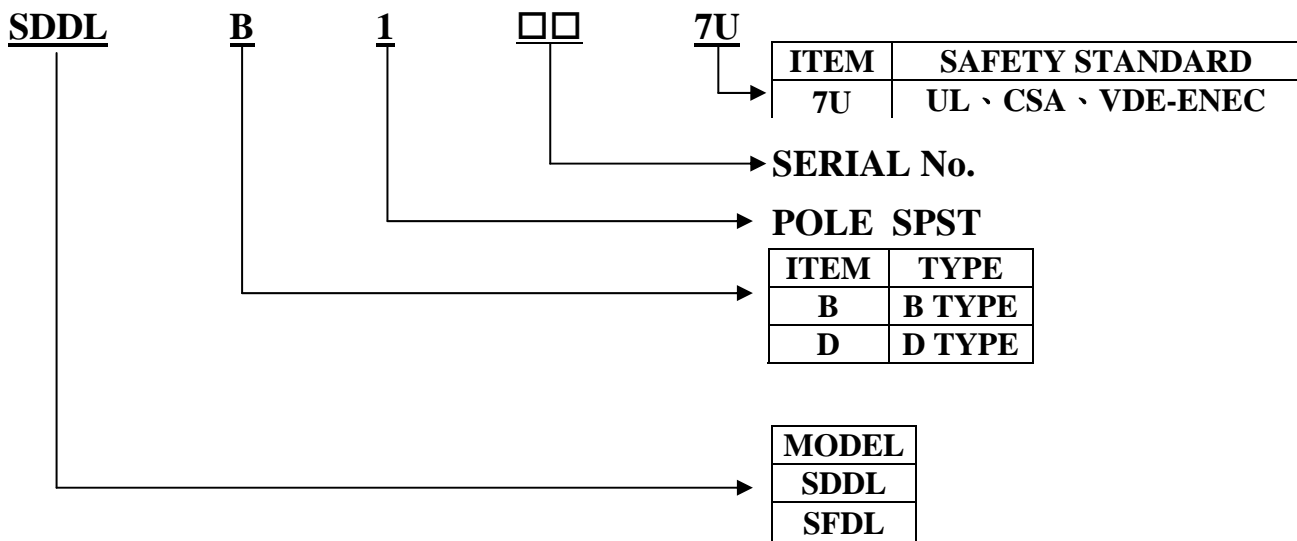 SDDL B 1 □□ 7U
ITEM SAFETY STANDARD
7U UL、CSA、VDE-ENEC
SERIAL No.
POLE SPST
ITEM TYPE
B B TYPE
D D TYPE
MODEL
SDDL
SFDL